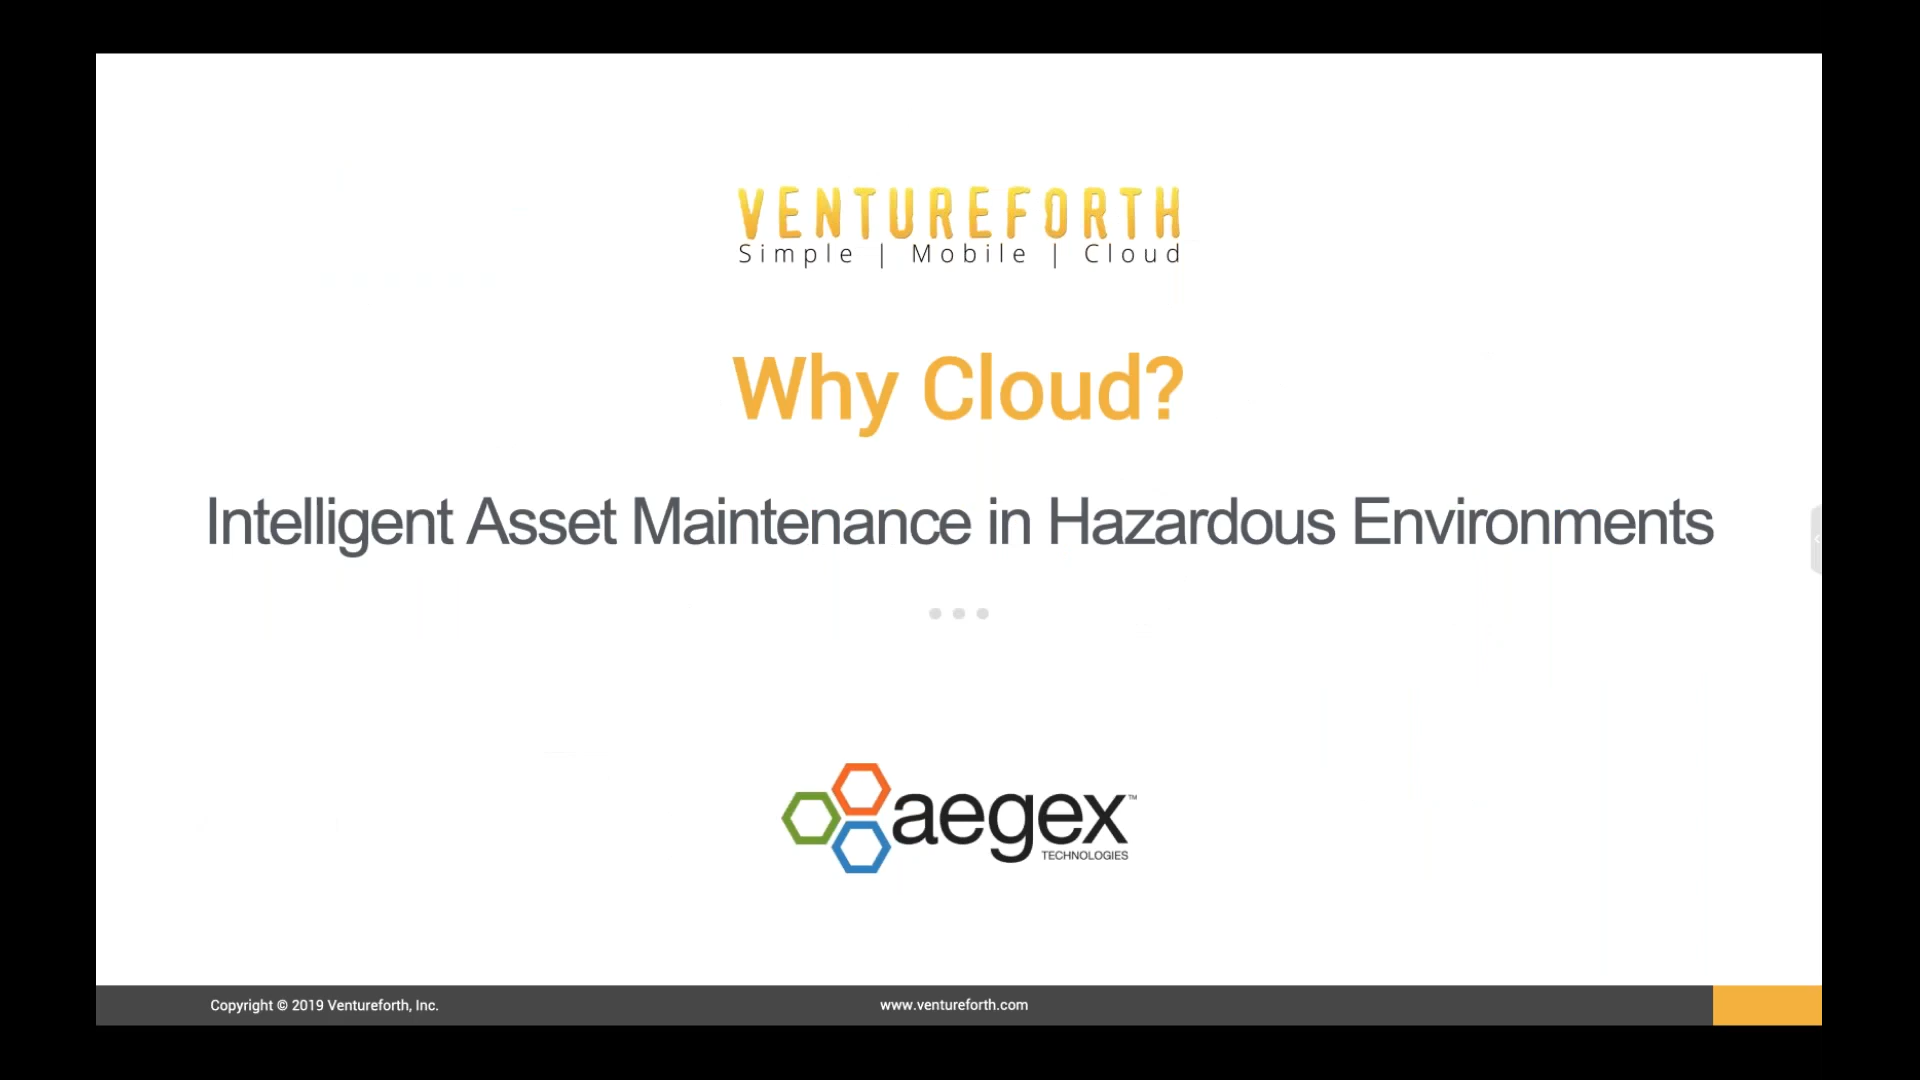 VENTUREFORTH
Simple | Mobile | Cloud
Why Cloud?
Intelligent Asset Maintenance in Hazardous Environments
aegex™
TECHNOLOGIES
Copyright © 2019 Ventureforth, Inc.
www.ventureforth.com